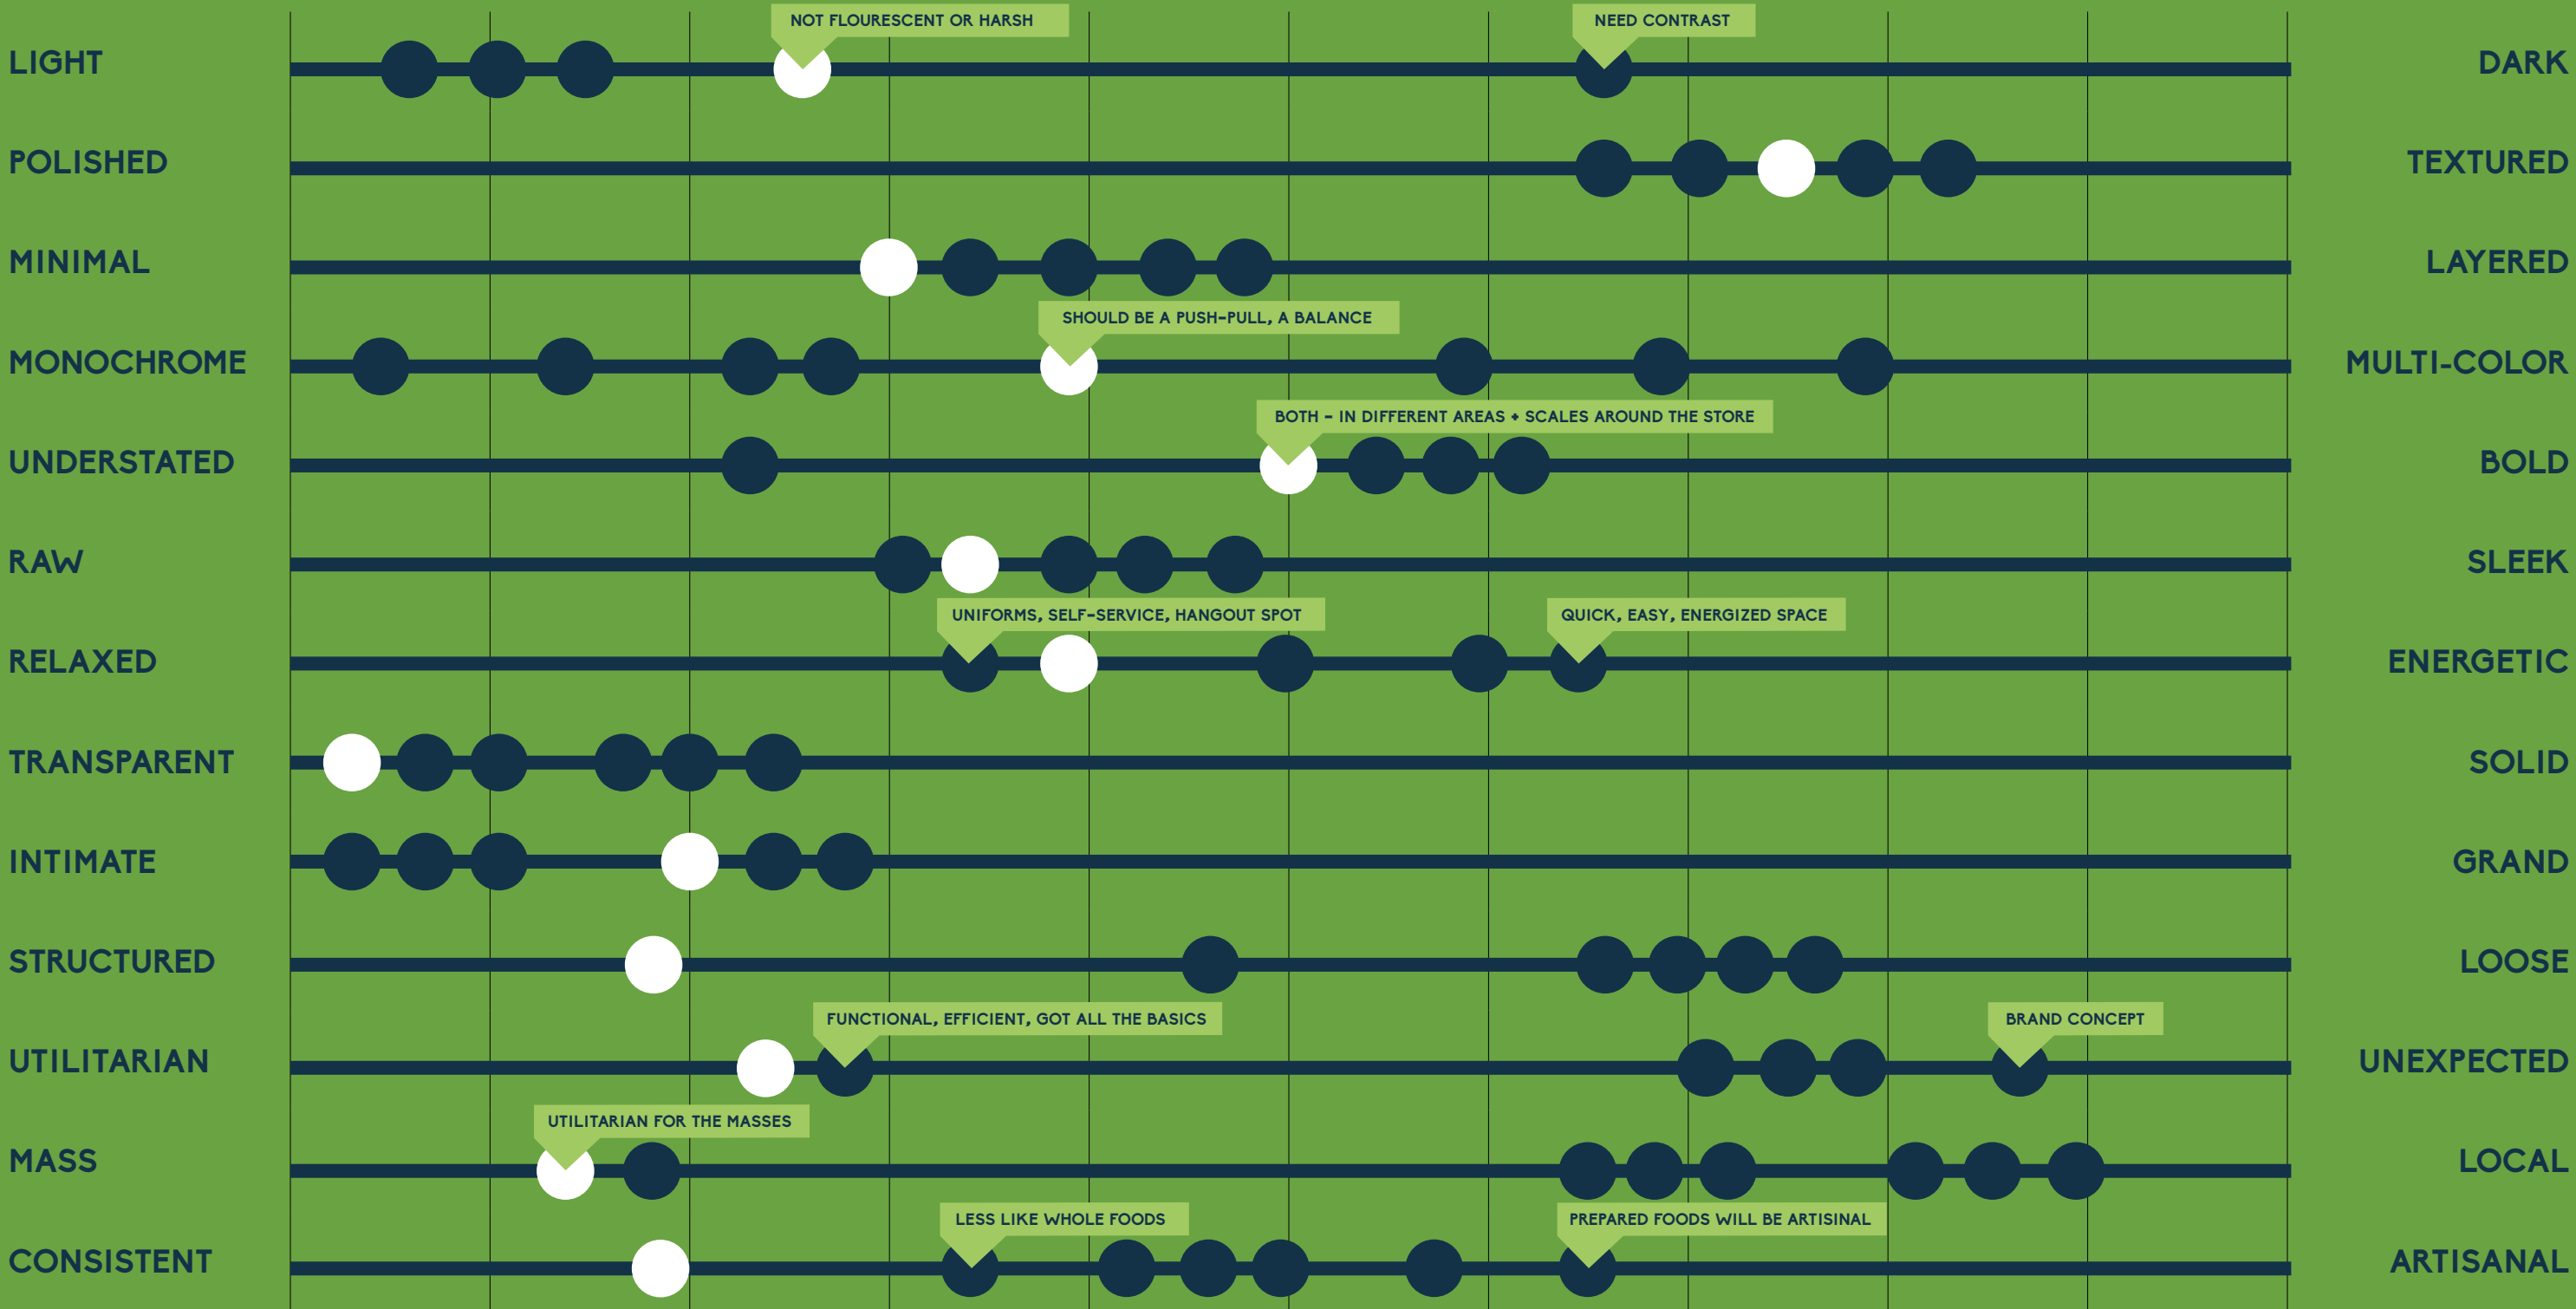 NOT FLOURESCENT OR HARSH
NEED CONTRAST
LIGHT
DARK
POLISHED
TEXTURED
MINIMAL
LAYERED
SHOULD BE A PUSH-PULL, A BALANCE
MONOCHROME
MULTI-COLOR
BOTH - IN DIFFERENT AREAS + SCALES AROUND THE STORE
UNDERSTATED
BOLD
RAW
SLEEK
UNIFORMS, SELF-SERVICE, HANGOUT SPOT
QUICK, EASY, ENERGIZED SPACE
RELAXED
ENERGETIC
TRANSPARENT
SOLID
INTIMATE
GRAND
STRUCTURED
LOOSE
FUNCTIONAL, EFFICIENT, GOT ALL THE BASICS
BRAND CONCEPT
UTILITARIAN
UNEXPECTED
UTILITARIAN FOR THE MASSES
MASS
LOCAL
LESS LIKE WHOLE FOODS
PREPARED FOODS WILL BE ARTISINAL
CONSISTENT
ARTISANAL